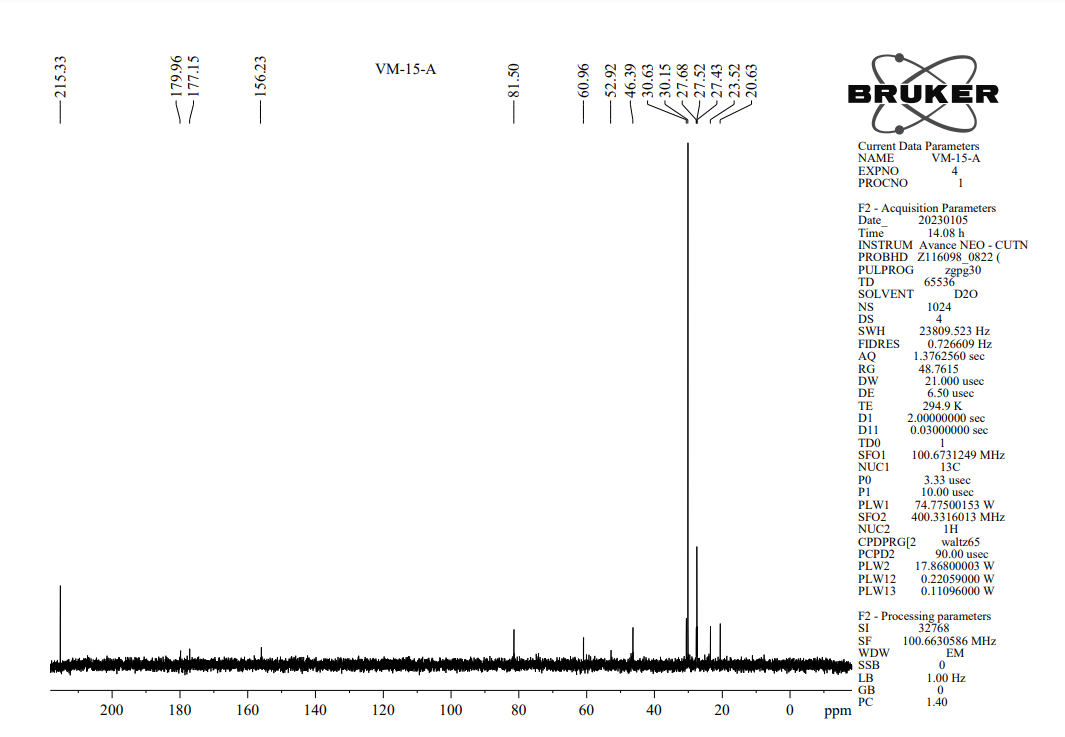 215.33
179.96
177.15
156.23
VM-15-A
81.50
60.96
52.92
46.39
30.63
30.15
27.68
27.52
27.43
23.52
20.63
BRUKER
Current Data Parameters
NAME VM-15-A
EXPNO 4
PROCNO 1
F2 - Acquisition Parameters
Date_ 20230105
Time 14.08 h
INSTRUM Avance NEO - CUTN
PROBHD Z116098_0822 (
PULPROG zgpg30
TD 65536
SOLVENT D2O
NS 1024
DS 4
SWH 23809.523 Hz
FIDRES 0.726609 Hz
AQ 1.3762560 sec
RG 48.7615
DW 21.000 usec
DE 6.50 usec
TE 294.9 K
D1 2.00000000 sec
D11 0.03000000 sec
TD0 1
SFO1 100.6731249 MHz
NUC1 13C
P0 3.33 usec
P1 10.00 usec
PLW1 74.77500153 W
SFO2 400.3316013 MHz
NUC2 1H
CPDPRG[2 waltz65
PCPD2 90.00 usec
PLW2 17.86800003 W
PLW12 0.22059000 W
PLW13 0.11096000 W
F2 - Processing parameters
SI 32768
SF 100.6630586 MHz
WDW EM
SSB 0
LB 1.00 Hz
GB 0
PC 1.40
200 180 160 140 120 100 80 60 40 20 0 ppm